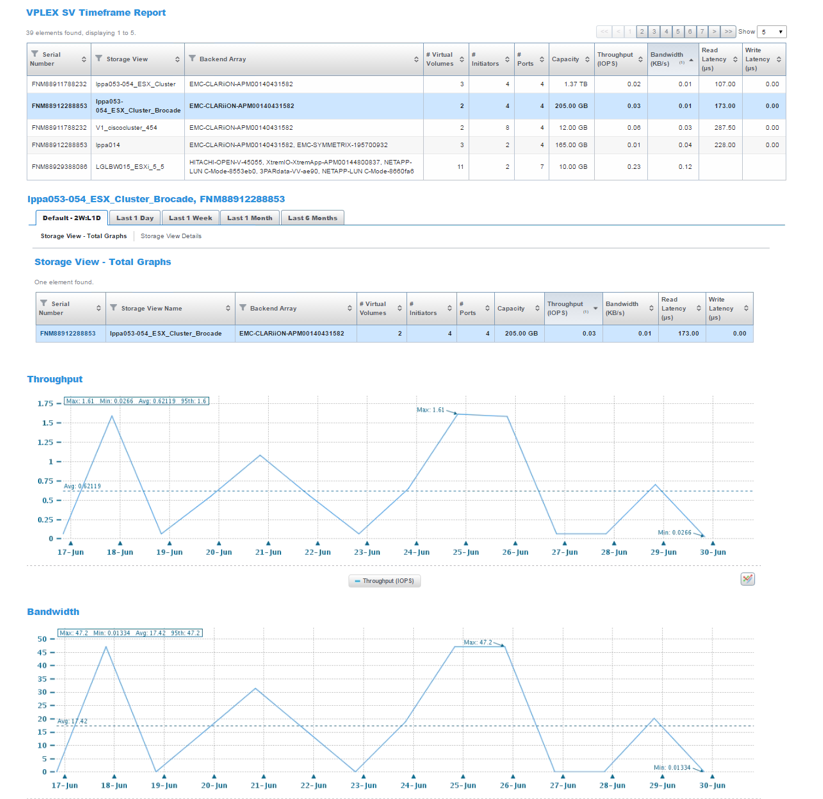 VPLEX SV Timeframe Report
39 elements found, displaying 1 to 5.
<< < 1 2 3 4 5 6 7 > >> Show 5
Serial Number Storage View Backend Array # Virtual Volumes # Initiators # Ports Capacity Throughput (IOPS) Bandwidth (KB/s) (1) Read Latency (µs) Write Latency (µs)
FNM8911788232 lppa053-054_ESX_Cluster EMC-CLARiiON-APM00140431582 3 4 4 1.37 TB 0.02 0.01 107.00 0.00
FNM88912288853 lppa053-054_ESX_Cluster_Brocade EMC-CLARiiON-APM00140431582 2 4 4 205.00 GB 0.03 0.01 173.00 0.00
FNM8911788232 V1_ciscocluster_454 EMC-CLARiiON-APM00140431582 2 8 4 12.00 GB 0.06 0.03 287.50 0.00
FNM88912288853 lppa014 EMC-CLARiiON-APM00140431582, EMC-SYMMETRIX-195700932 3 2 4 165.00 GB 0.01 0.04 228.00 0.00
FNM88929388086 LGLBW015_ESXi_5_5 HITACHI-OPEN-V-45055, XtremIO-XtremApp-APM00144800837, NETAPP-LUN C-Mode-8553eb0, 3PARdata-VV-ae90, NETAPP-LUN C-Mode-8660fa6 11 2 7 10.00 GB 0.23 0.12
lppa053-054_ESX_Cluster_Brocade, FNM88912288853
Default - 2W:L1D Last 1 Day Last 1 Week Last 1 Month Last 6 Months
Storage View - Total Graphs Storage View Details
Storage View - Total Graphs
One element found.
Serial Number Storage View Name Backend Array # Virtual Volumes # Initiators # Ports Capacity Throughput (IOPS) (1) Bandwidth (KB/s) Read Latency (µs) Write Latency (µs)
FNM88912288853 lppa053-054_ESX_Cluster_Brocade EMC-CLARiiON-APM00140431582 2 4 4 205.00 GB 0.03 0.01 173.00 0.00
Throughput
Max: 1.61 Min: 0.0266 Avg: 0.62119 95th: 1.6
1.75
Max: 1.61
1.5
1.25
1
0.75
Avg: 0.62119
0.5
0.25
Min: 0.0266
0
17-Jun 18-Jun 19-Jun 20-Jun 21-Jun 22-Jun 23-Jun 24-Jun 25-Jun 26-Jun 27-Jun 28-Jun 29-Jun 30-Jun
Throughput (IOPS)
Bandwidth
Max: 47.2 Min: 0.01334 Avg: 17.42 95th: 47.2
50
Max: 47.2
45
40
35
30
25
20
Avg: 17.42
15
10
5
Min: 0.01334
0
17-Jun 18-Jun 19-Jun 20-Jun 21-Jun 22-Jun 23-Jun 24-Jun 25-Jun 26-Jun 27-Jun 28-Jun 29-Jun 30-Jun